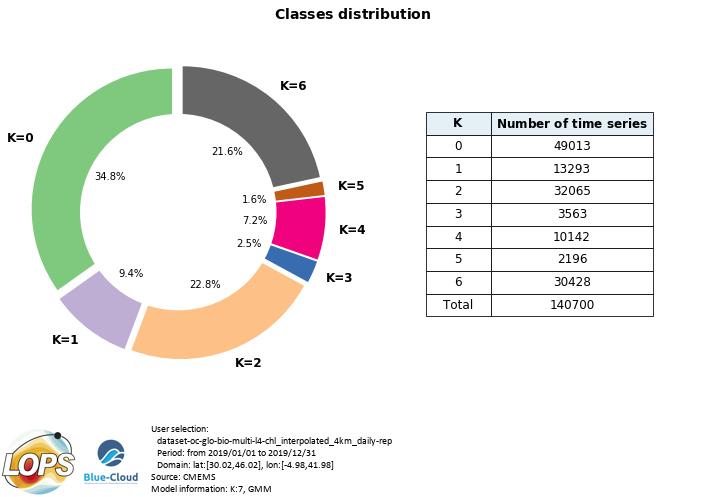 Classes distribution
K=6
K=0
21.6%
34.8%
K=5
1.6%
7.2%
K=4
2.5%
K=3
9.4%
22.8%
K=1
K=2
K Number of time series
0 49013
1 13293
2 32065
3 3563
4 10142
5 2196
6 30428
Total 140700
LOPS
Blue-Cloud
User selection:
dataset-oc-glo-bio-multi-l4-chl_interpolated_4km_daily-rep
Period: from 2019/01/01 to 2019/12/31
Domain: lat:[30.02,46.02], lon:[-4.98,41.98]
Source: CMEMS
Model information: K:7, GMM